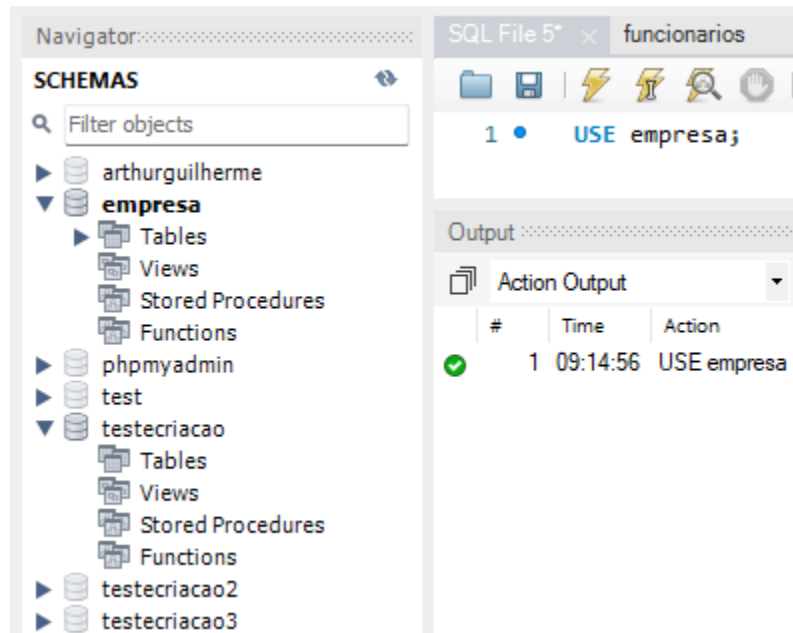 Navigator
SCHEMAS
Filter objects
arthurguilherme
empresa
Tables
Views
Stored Procedures
Functions
phpmyadmin
test
testecriacao
Tables
Views
Stored Procedures
Functions
testecriacao2
testecriacao3
SQL File 5* × funcionarios
1 USE empresa;
Output
Action Output
# Time Action
1 09:14:56 USE empresa